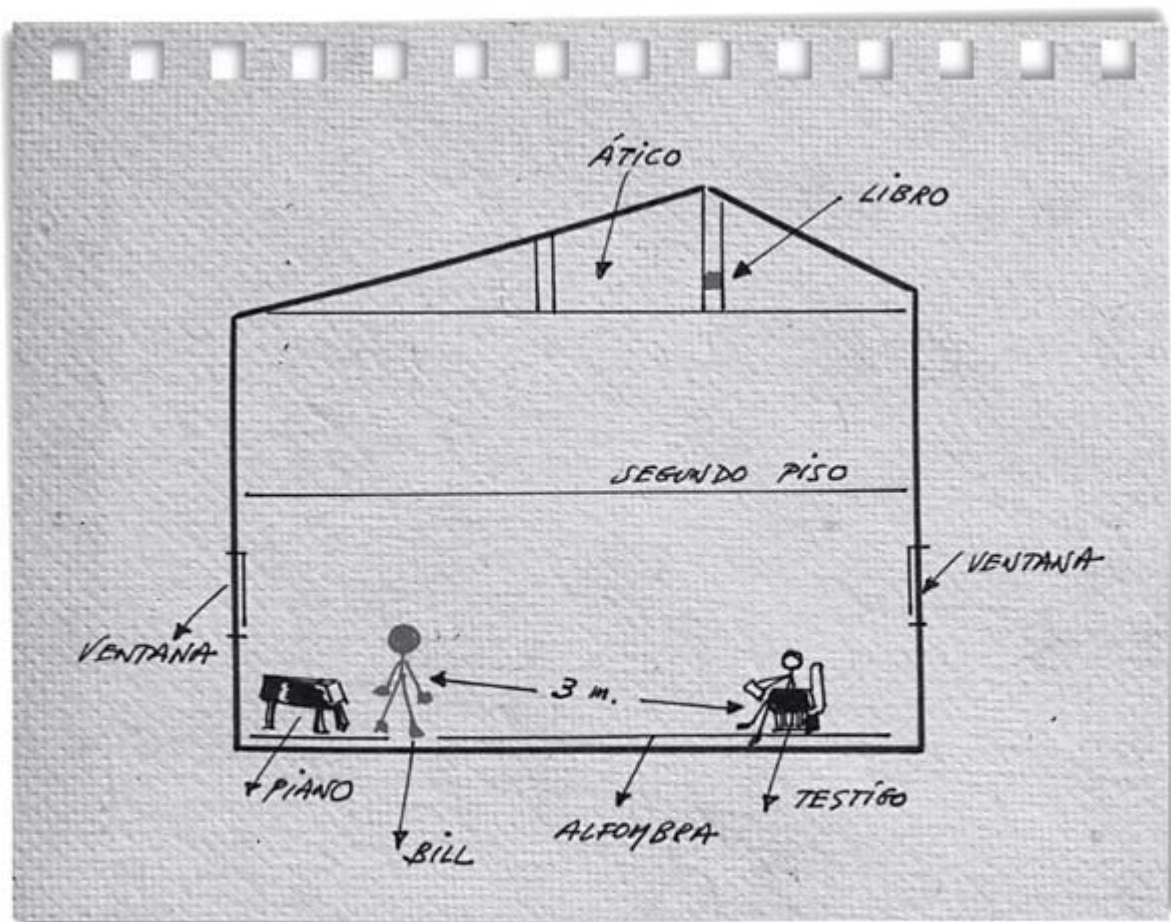 ÁTICO
LIBRO
SEGUNDO PISO
VENTANA
VENTANA
3 m.
PIANO
TESTIGO
ALFOMBRA
BILL